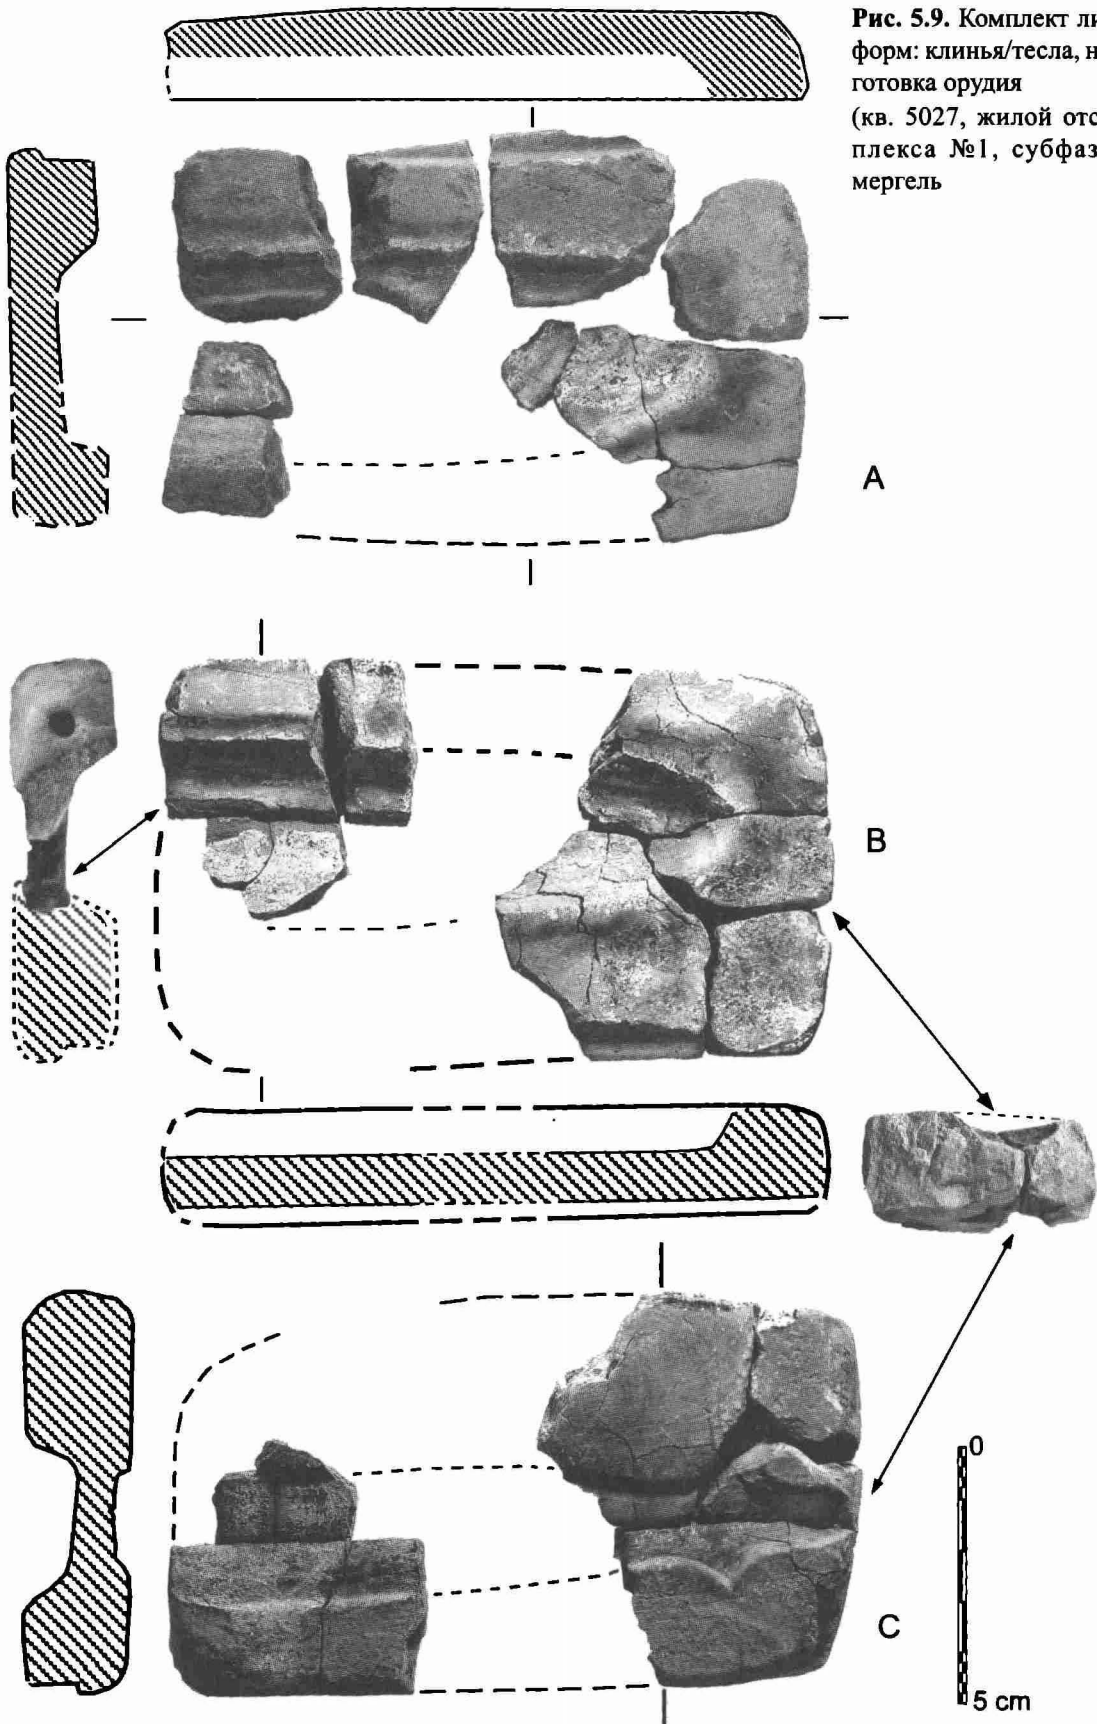 Рис. 5.9. Комплект ли
форм: клинья/тесла, н
готовка орудия
(кв. 5027, жилой отс
плекса №1, субфаз
мергель
A
B
C
0
5 cm